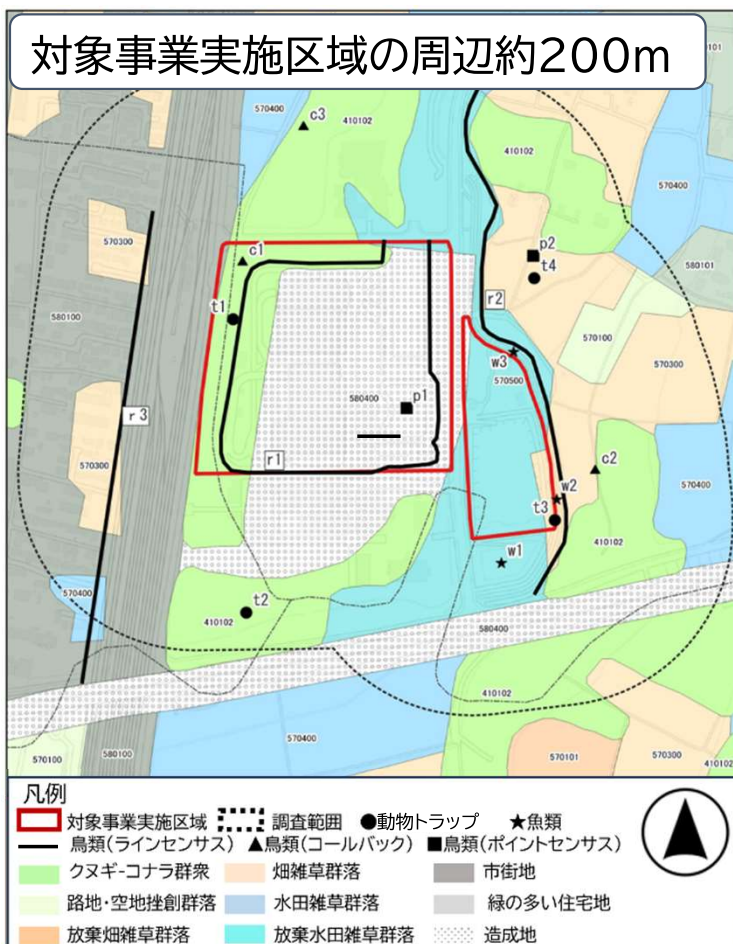 対象事業実施区域の周辺約200m
101
570400
c3
410102
410102
570400
570300
c1
p2
t4
580101
t1
r2
580100
570100
w3
570300
570500
580400
p1
r3
c2
570300
r1
w2
570400
t3
410102
w1
570400
t2
410102
580400
410102
570400
570100
580100
570101
570300
410102
凡例
対象事業実施区域 調査範囲 ●動物トラップ ★魚類
鳥類(ラインセンサス) ▲鳥類(コールバック) ■鳥類(ポイントセンサス)
クヌギ-コナラ群衆 畑雑草群落 市街地
路地・空地挫創群落 水田雑草群落 緑の多い住宅地
放棄畑雑草群落 放棄水田雑草群落 造成地